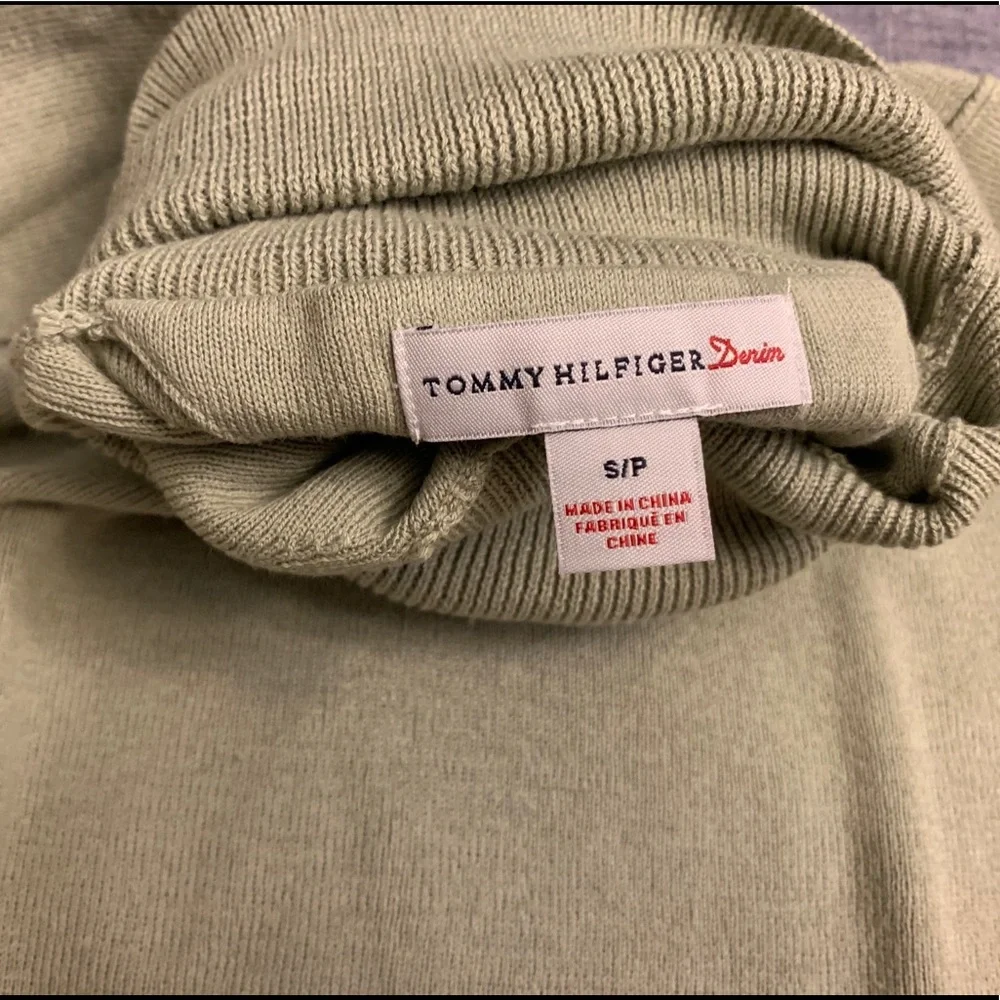 TOMMY HILFIGER Denim
S/P
MADE IN CHINA
FABRIQUÉ EN
CHINE